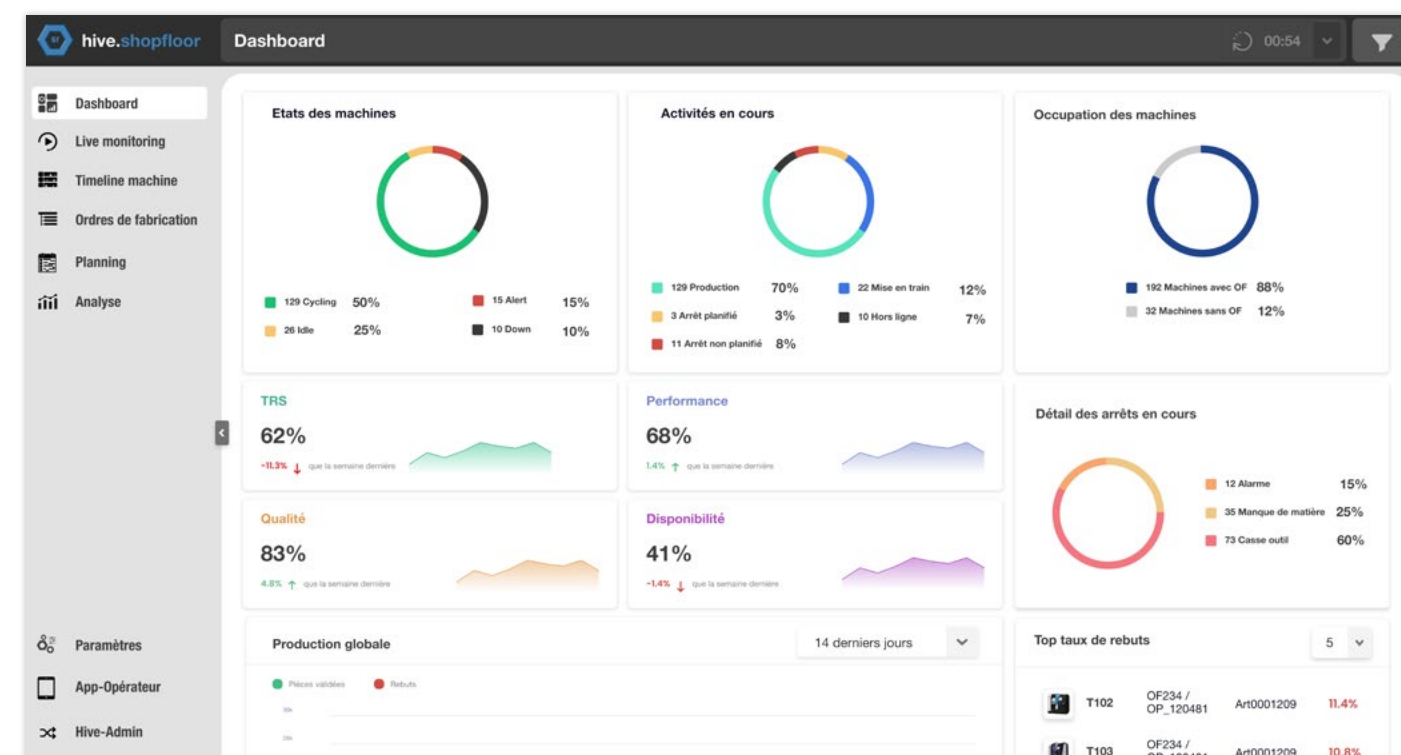 hive.shopfloor
Dashboard
00:54
Dashboard
Live monitoring
Timeline machine
Ordres de fabrication
Planning
Analyse
Paramètres
App-Opérateur
Hive-Admin
Etats des machines
129 Cycling 50%
15 Alert 15%
26 Idle 25%
10 Down 10%
Activités en cours
129 Production 70%
22 Mise en train 12%
3 Arrêt planifié 3%
10 Hors ligne 7%
11 Arrêt non planifié 8%
Occupation des machines
192 Machines avec OF 88%
32 Machines sans OF 12%
TRS
62%
-11.3% que la semaine dernière
Performance
68%
1.4% que la semaine dernière
Qualité
83%
4.8% que la semaine dernière
Disponibilité
41%
-1.4% que la semaine dernière
Détail des arrêts en cours
12 Alarme 15%
35 Manque de matière 25%
73 Casse outil 60%
Production globale
14 derniers jours
Pièces validées
Rebuts
Top taux de rebuts
5
T102
OF234 /
OP_120481
Art0001209
11.4%
T103
OF234 /
Art0001209
10.8%